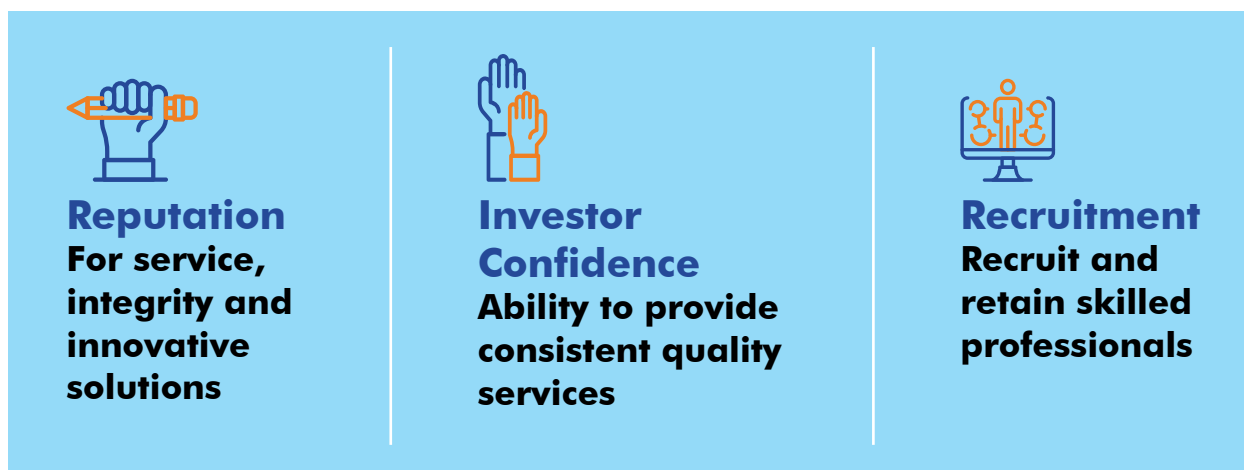 Reputation
For service,
integrity and
innovative
solutions
Investor
Confidence
Ability to provide
consistent quality
services
Recruitment
Recruit and
retain skilled
professionals